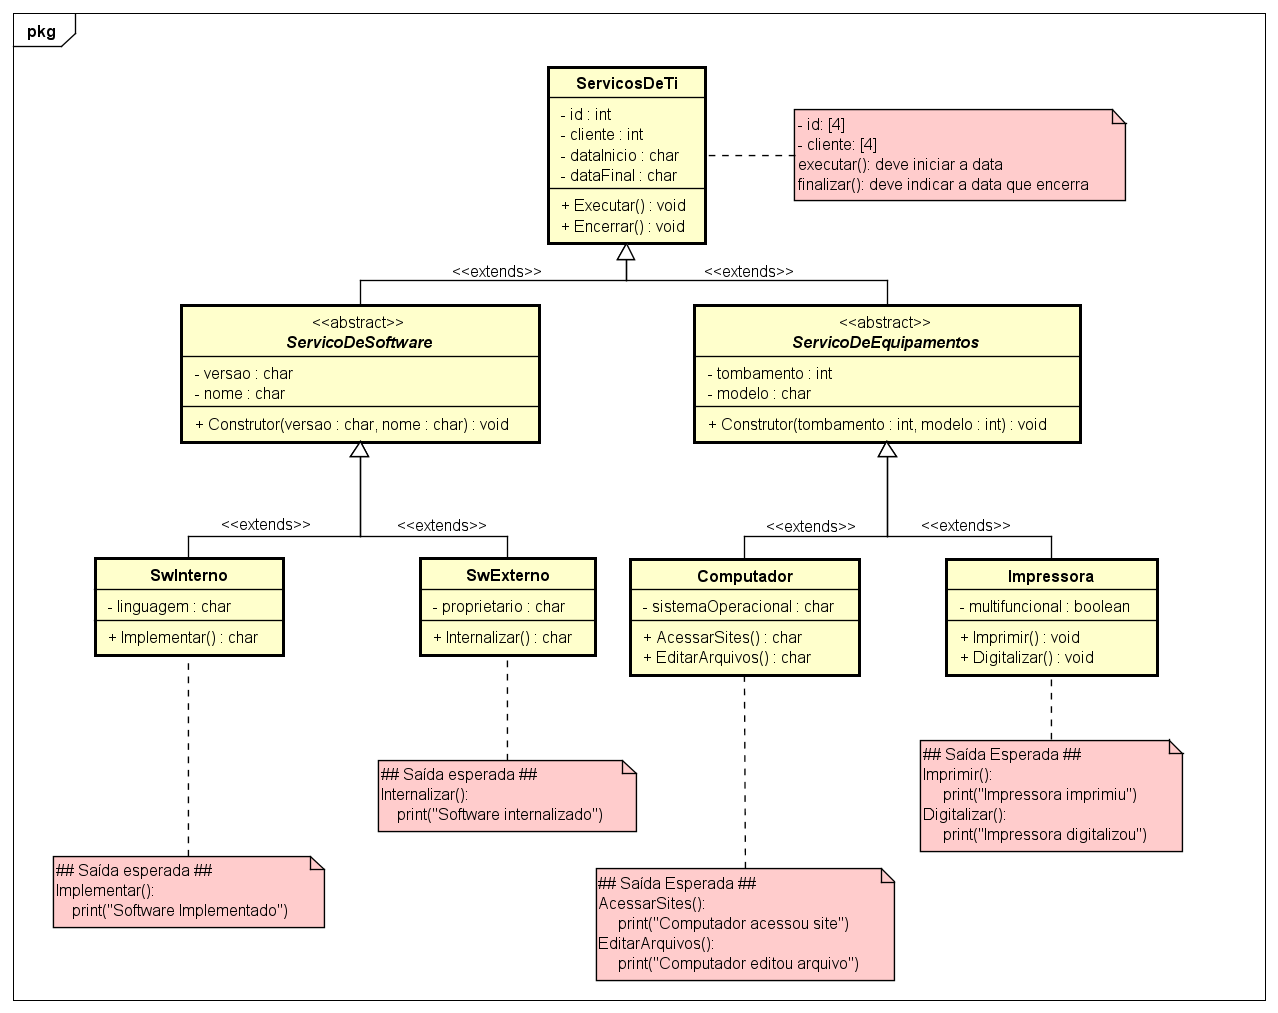 pkg
ServicosDeTi
- id : int
- cliente : int
- dataInicio : char
- dataFinal : char
+ Executar() : void
+ Encerrar() : void
- id: [4]
- cliente: [4]
executar(): deve iniciar a data
finalizar(): deve indicar a data que encerra
<<extends>>
<<extends>>
<<abstract>>
ServicoDeSoftware
- versao : char
- nome : char
+ Construtor(versao : char, nome : char) : void
<<abstract>>
ServicoDeEquipamentos
- tombamento : int
- modelo : char
+ Construtor(tombamento : int, modelo : int) : void
<<extends>>
<<extends>>
<<extends>>
<<extends>>
SwInterno
- linguagem : char
+ Implementar() : char
SwExterno
- proprietario : char
+ Internalizar() : char
Computador
- sistemaOperacional : char
+ AcessarSites() : char
+ EditarArquivos() : char
Impressora
- multifuncional : boolean
+ Imprimir() : void
+ Digitalizar() : void
## Saída esperada ##
Implementar():
print("Software Implementado")
## Saída esperada ##
Internalizar():
print("Software internalizado")
## Saída Esperada ##
AcessarSites():
print("Computador acessou site")
EditarArquivos():
print("Computador editou arquivo")
## Saída Esperada ##
Imprimir():
print("Impressora imprimiu")
Digitalizar():
print("Impressora digitalizou")